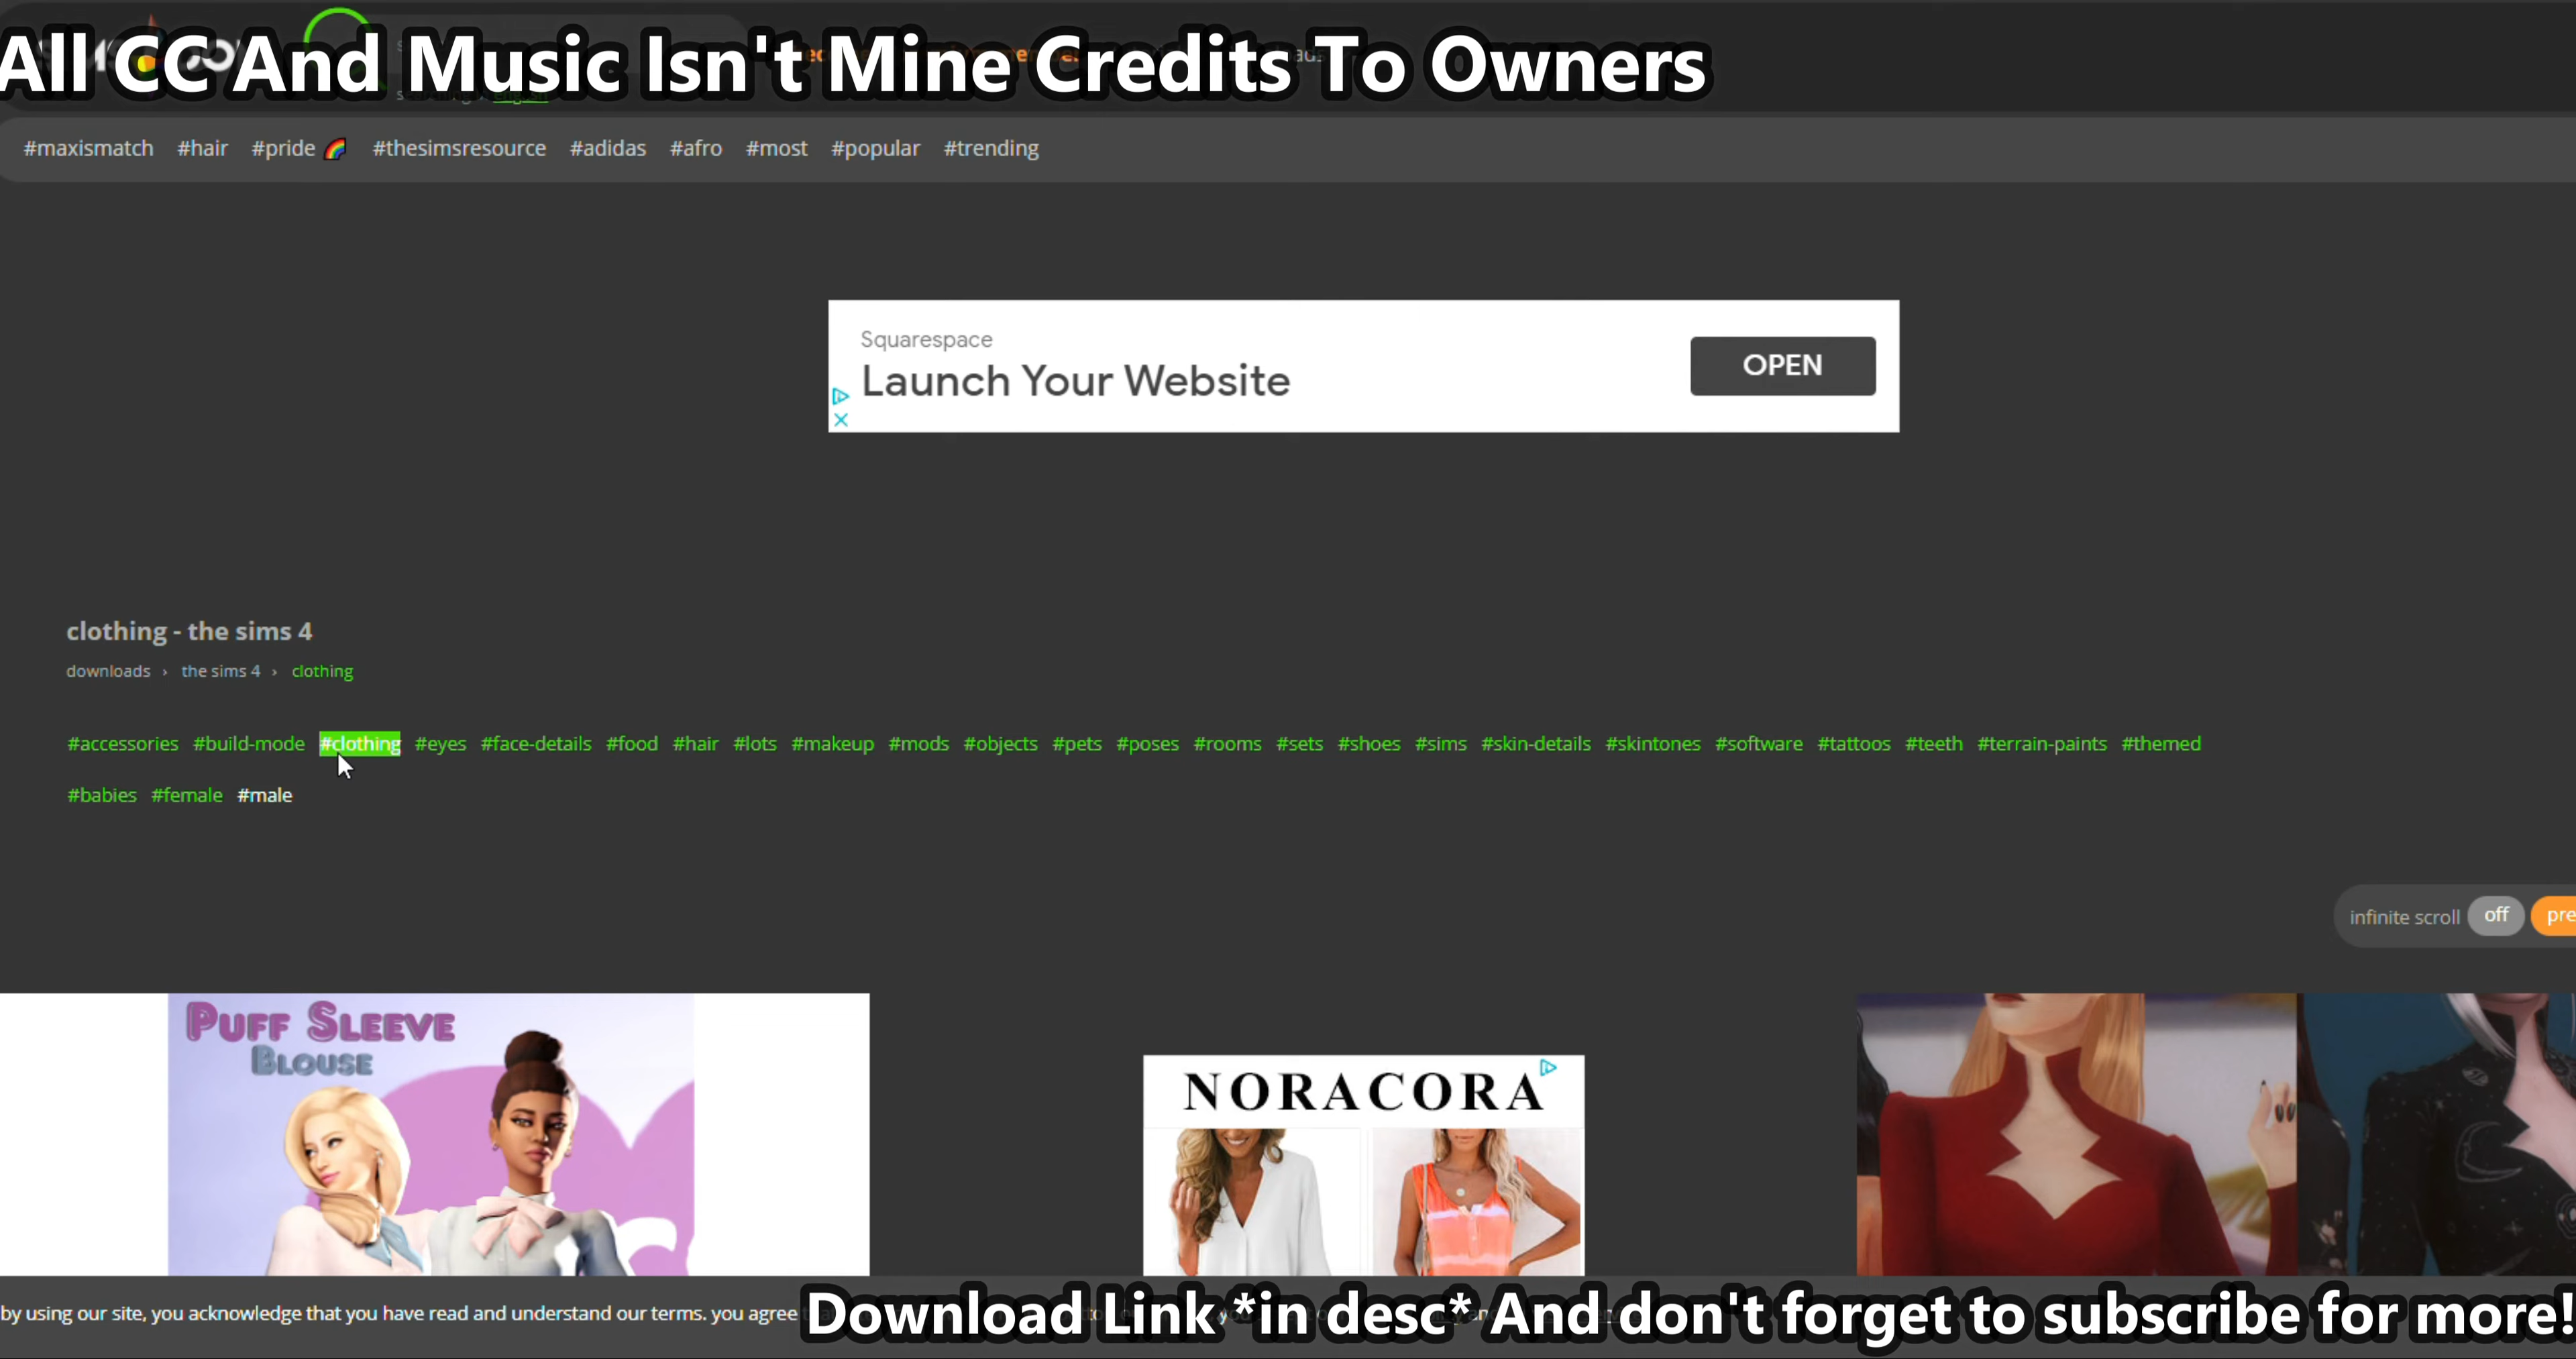 All CC And Music Isn't Mine Credits To Owners
#maxismatch #hair #pride 🌈 #thesimsresource #adidas #afro #most #popular #trending
Squarespace
Launch Your Website
OPEN
clothing - the sims 4
downloads › the sims 4 › clothing
#accessories #build-mode #clothing #eyes #face-details #food #hair #lots #makeup #mods #objects #pets #poses #rooms #sets #shoes #sims #skin-details #skintones #software #tattoos #teeth #terrain-paints #themed
#babies #female #male
infinite scroll off pre
PUFF SLEEVE
BLOUSE
NORACORA
by using our site, you acknowledge that you have read and understand our terms. you agree
Download Link *in desc* And don't forget to subscribe for more!